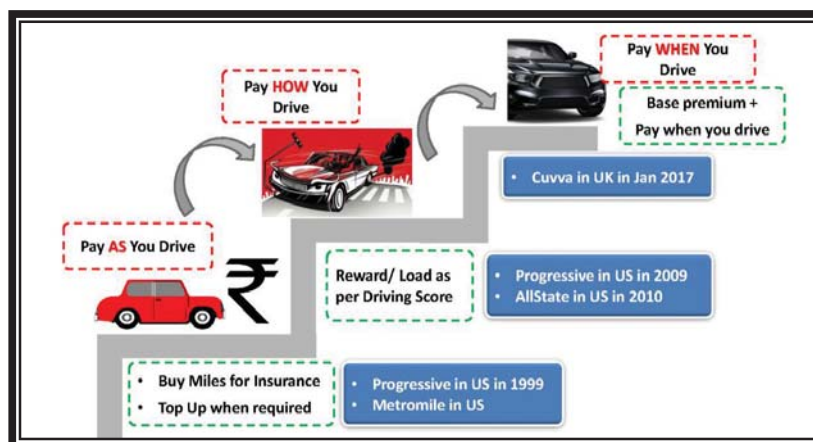 Pay WHEN You
Drive
Base premium +
Pay when you drive
• Cuvva in UK in Jan 2017
Pay HOW You
Drive
Reward/ Load as
per Driving Score
• Progressive in US in 2009
• AllState in US in 2010
Pay AS You Drive
₹
• Buy Miles for Insurance
• Top Up when required
• Progressive in US in 1999
• Metromile in US